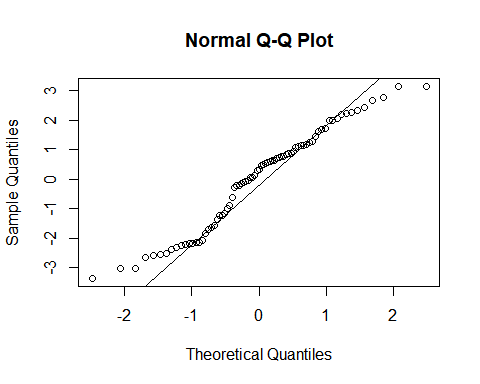 Normal Q-Q Plot
Sample Quantiles
3
2
1
0
-1
-2
-3
-2 -1 0 1 2
Theoretical Quantiles